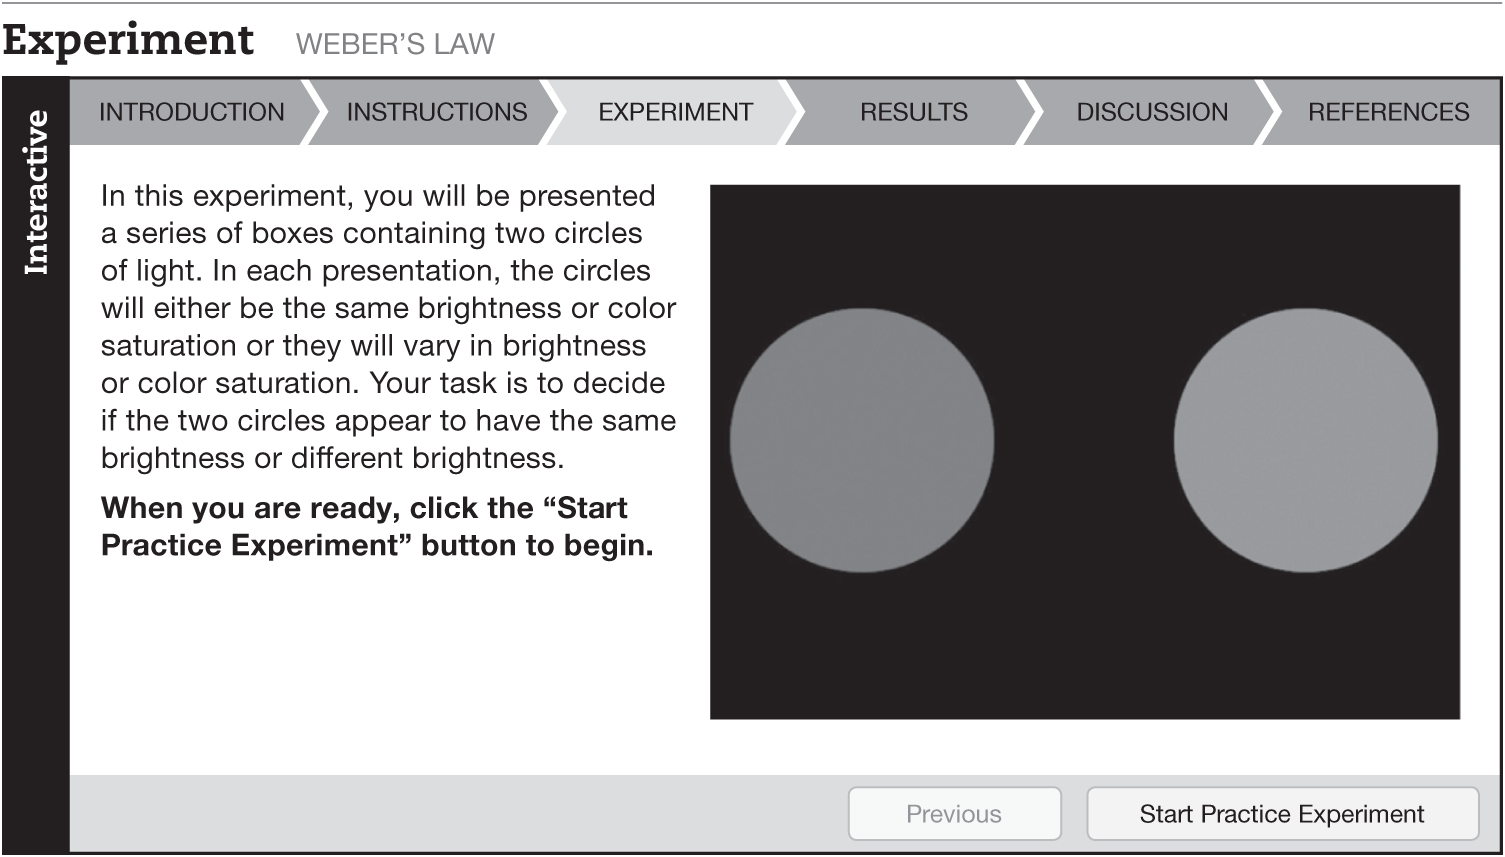 Experiment WEBER'S LAW
Interactive
INTRODUCTION INSTRUCTIONS EXPERIMENT RESULTS DISCUSSION REFERENCES
In this experiment, you will be presented
a series of boxes containing two circles
of light. In each presentation, the circles
will either be the same brightness or color
saturation or they will vary in brightness
or color saturation. Your task is to decide
if the two circles appear to have the same
brightness or different brightness.
When you are ready, click the “Start
Practice Experiment” button to begin.
Previous Start Practice Experiment